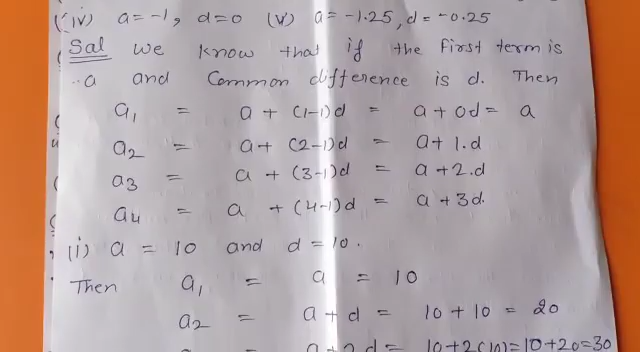 (iv) a = -1, d = 0 (v) a = -1.25, d = -0.25
Sol we know that if the first term is
a and Common difference is d. Then
a₁ = a + (1-1)d = a + 0d = a
a₂ = a + (2-1)d = a + 1.d
a₃ = a + (3-1)d = a + 2.d
a₄ = a + (4-1)d = a + 3d.
(i) a = 10 and d = 10.
Then a₁ = a = 10
a₂ = a + d = 10 + 10 = 20
a + 2d = 10 + 2(10) = 10 + 20 = 30